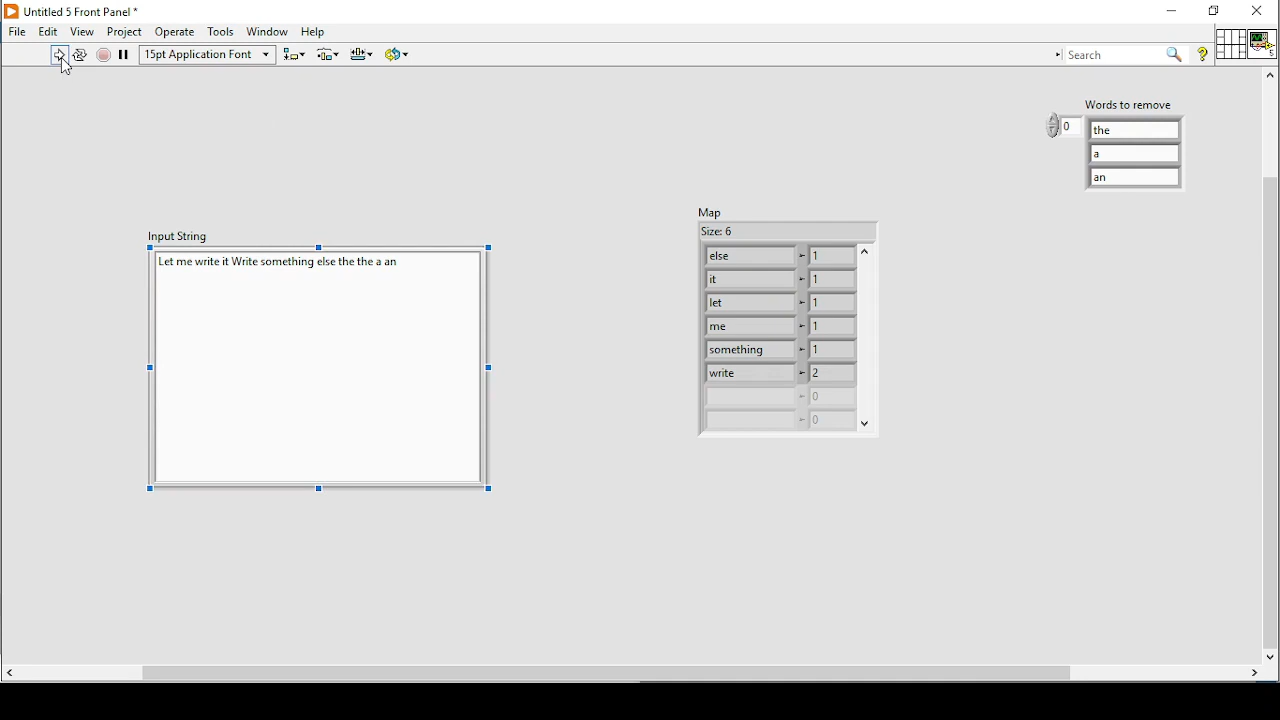 Untitled 5 Front Panel *
File Edit View Project Operate Tools Window Help
15pt Application Font
Search
?
5
Words to remove
0
the
a
an
Map
Size: 6
else 1
it 1
let 1
me 1
something 1
write 2
0
0
Input String
Let me write it Write something else the the a an